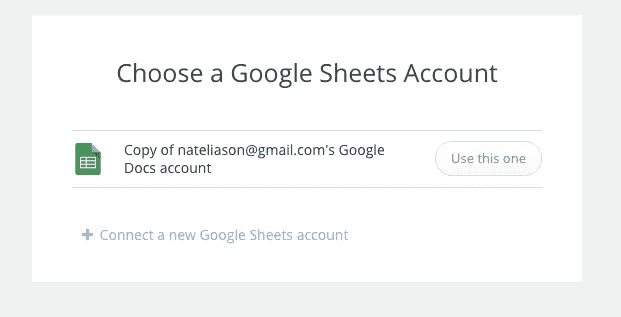 Choose a Google Sheets Account
Copy of nateliason@gmail.com's Google
Docs account
Use this one
Connect a new Google Sheets account